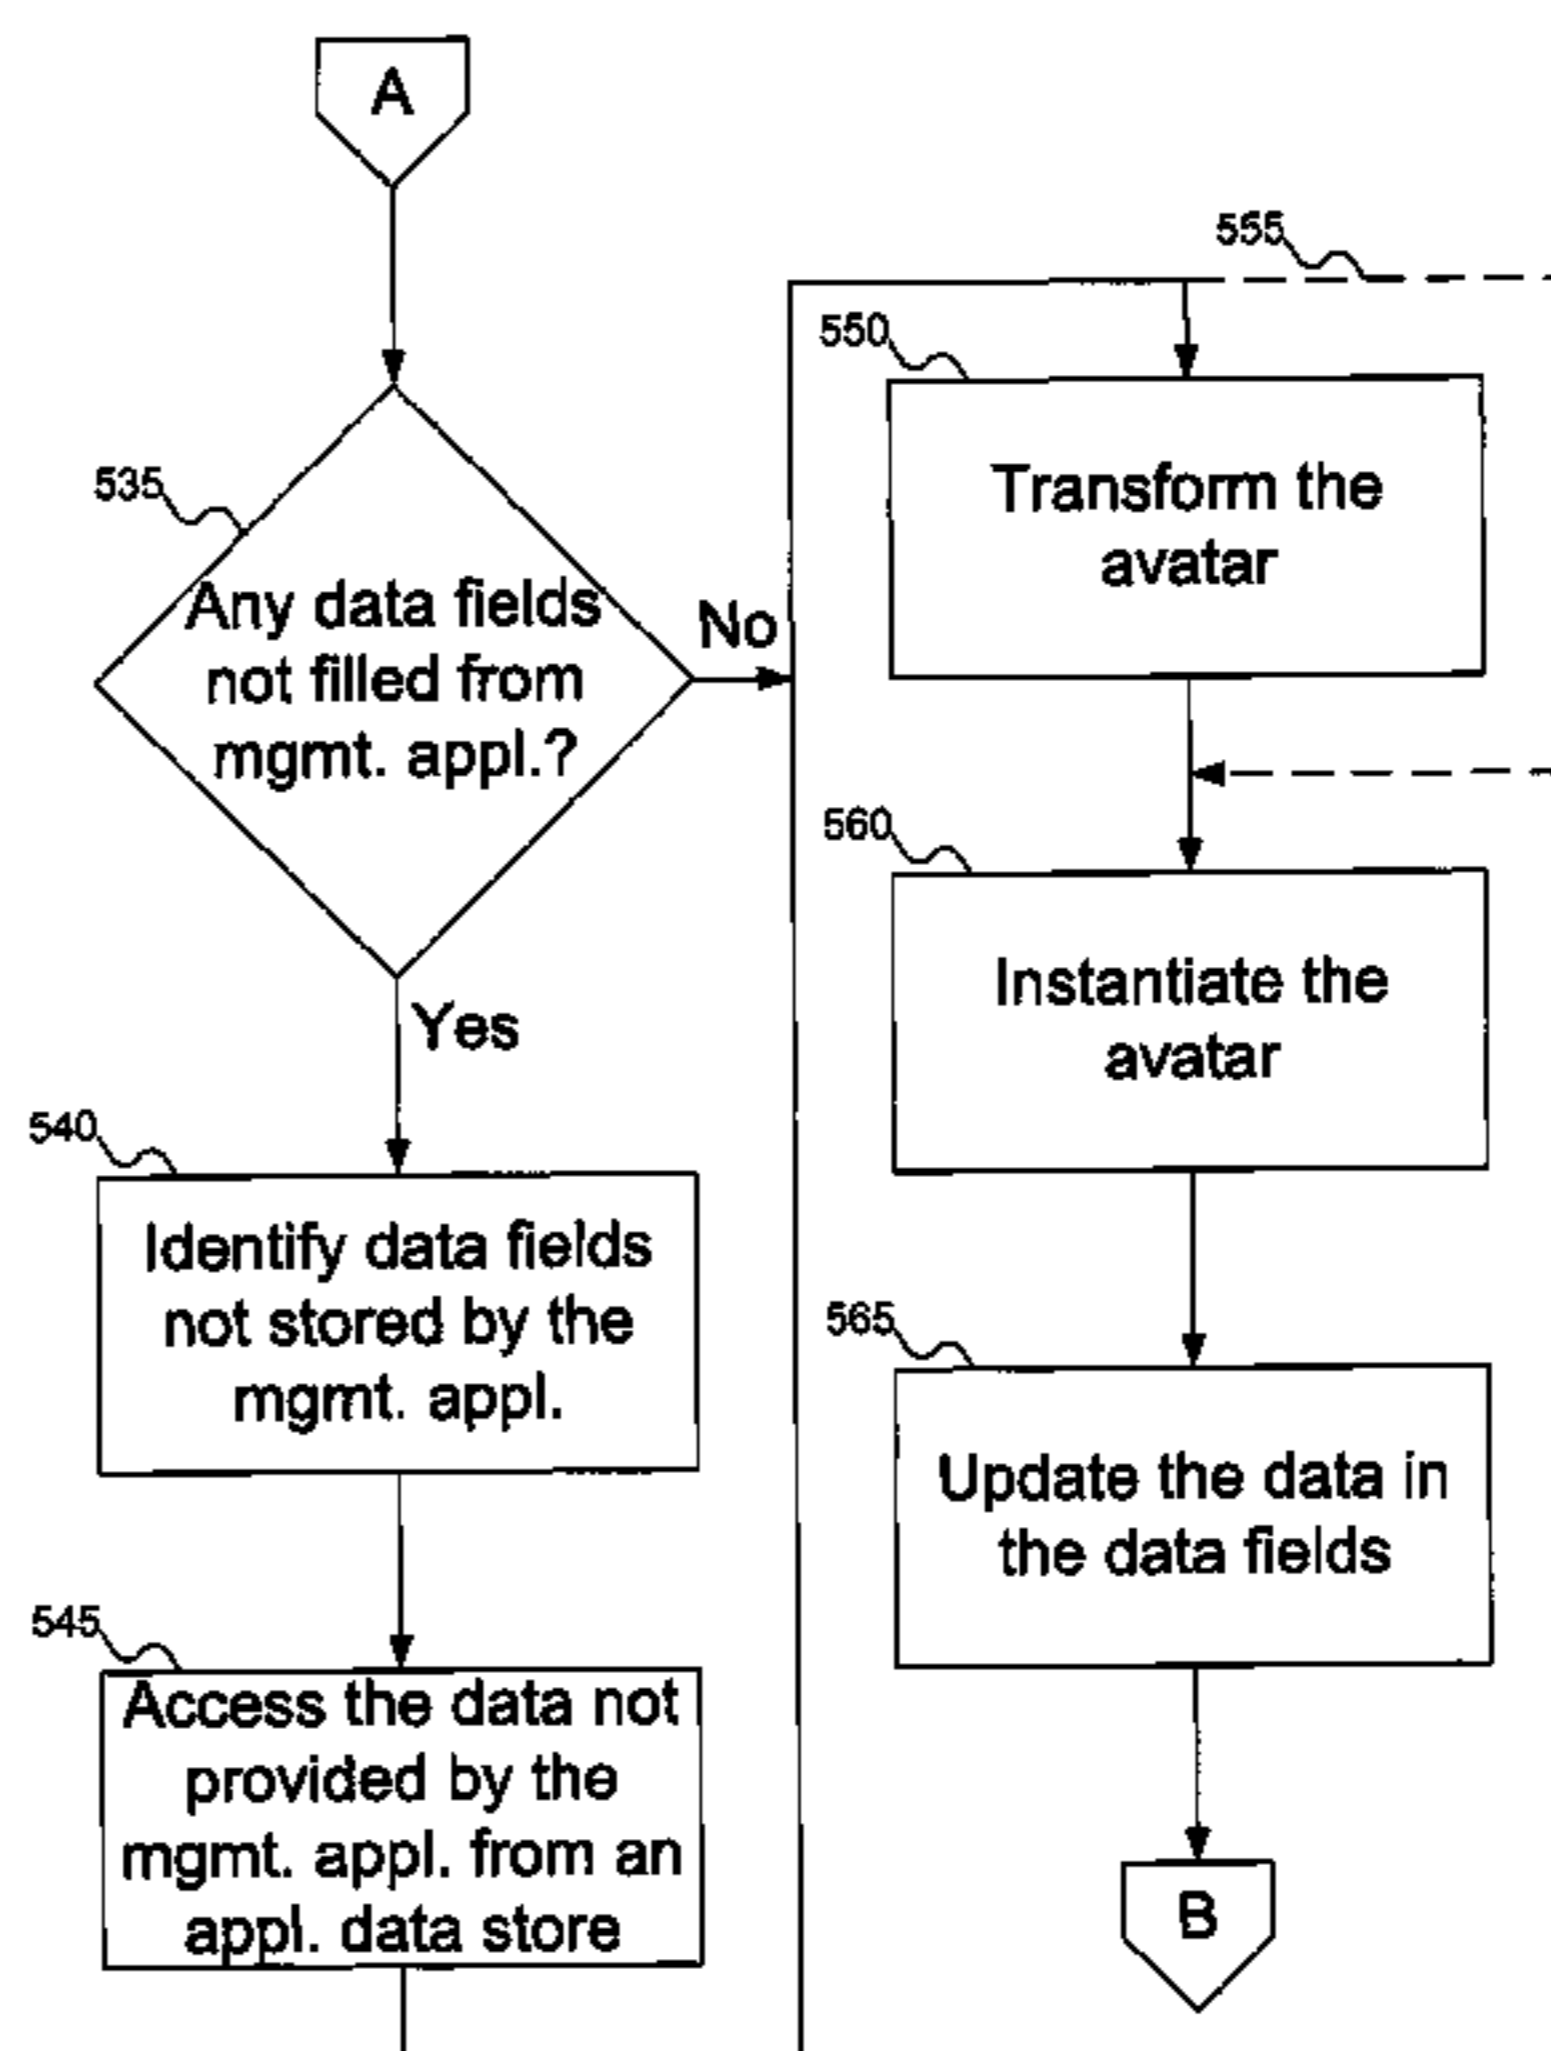 A
535
Any data fields
not filled from
mgmt. appl.?
No
Yes
540
Identify data fields
not stored by the
mgmt. appl.
545
Access the data not
provided by the
mgmt. appl. from an
appl. data store
555
550
Transform the
avatar
560
Instantiate the
avatar
565
Update the data in
the data fields
B